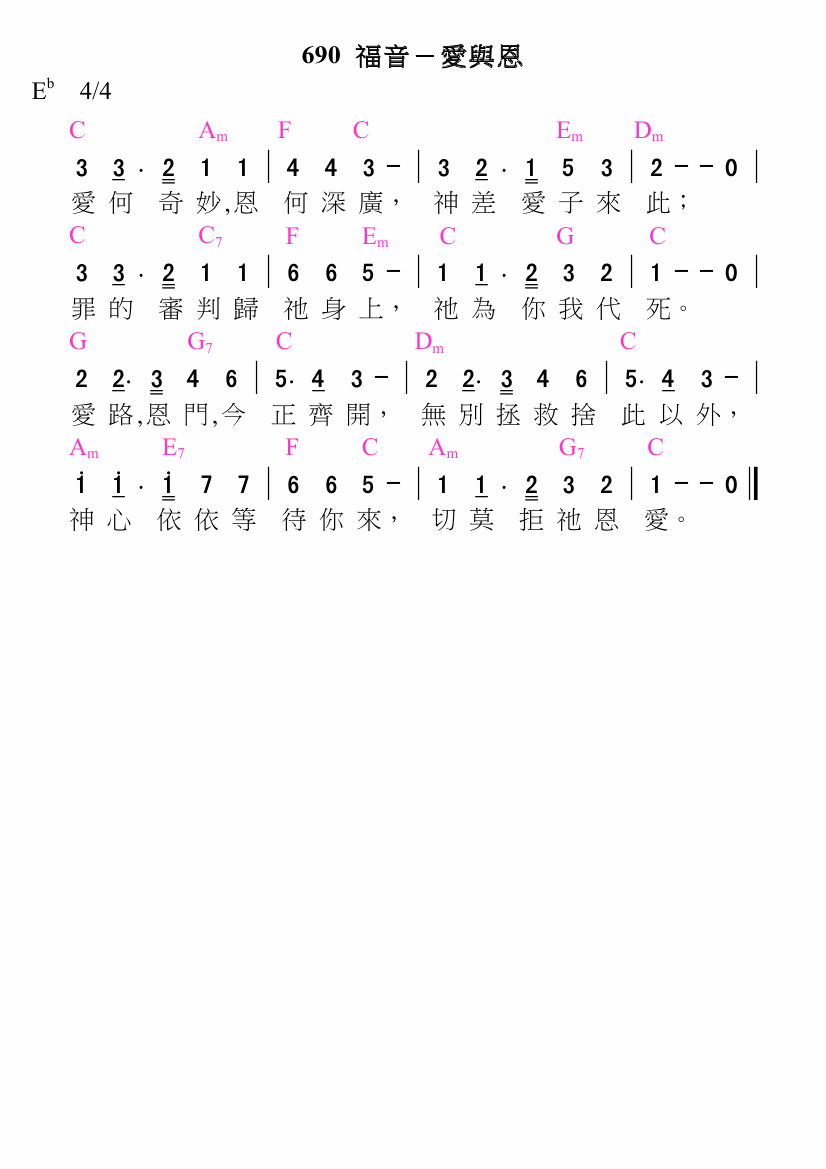 690 福音－愛與恩
E♭ 4/4
C Am F C Em Dm
3 3 · 2 1 1 | 4 4 3 － | 3 2 · 1 5 3 | 2 － － 0 |
愛何 奇妙,恩 何深廣， 神差 愛子來 此；
C C7 F Em C G C
3 3 · 2 1 1 | 6 6 5 － | 1 1 · 2 3 2 | 1 － － 0 |
罪的 審判歸 祂身上， 祂為 你我代 死。
G G7 C Dm C
2 2· 3 4 6 | 5· 4 3 － | 2 2· 3 4 6 | 5· 4 3 － |
愛路,恩門,今 正齊開， 無別拯救捨 此以外，
Am E7 F C Am G7 C
i i · i 7 7 | 6 6 5 － | 1 1 · 2 3 2 | 1 － － 0 ‖
神心 依依等 待你來， 切莫 拒祂恩 愛。